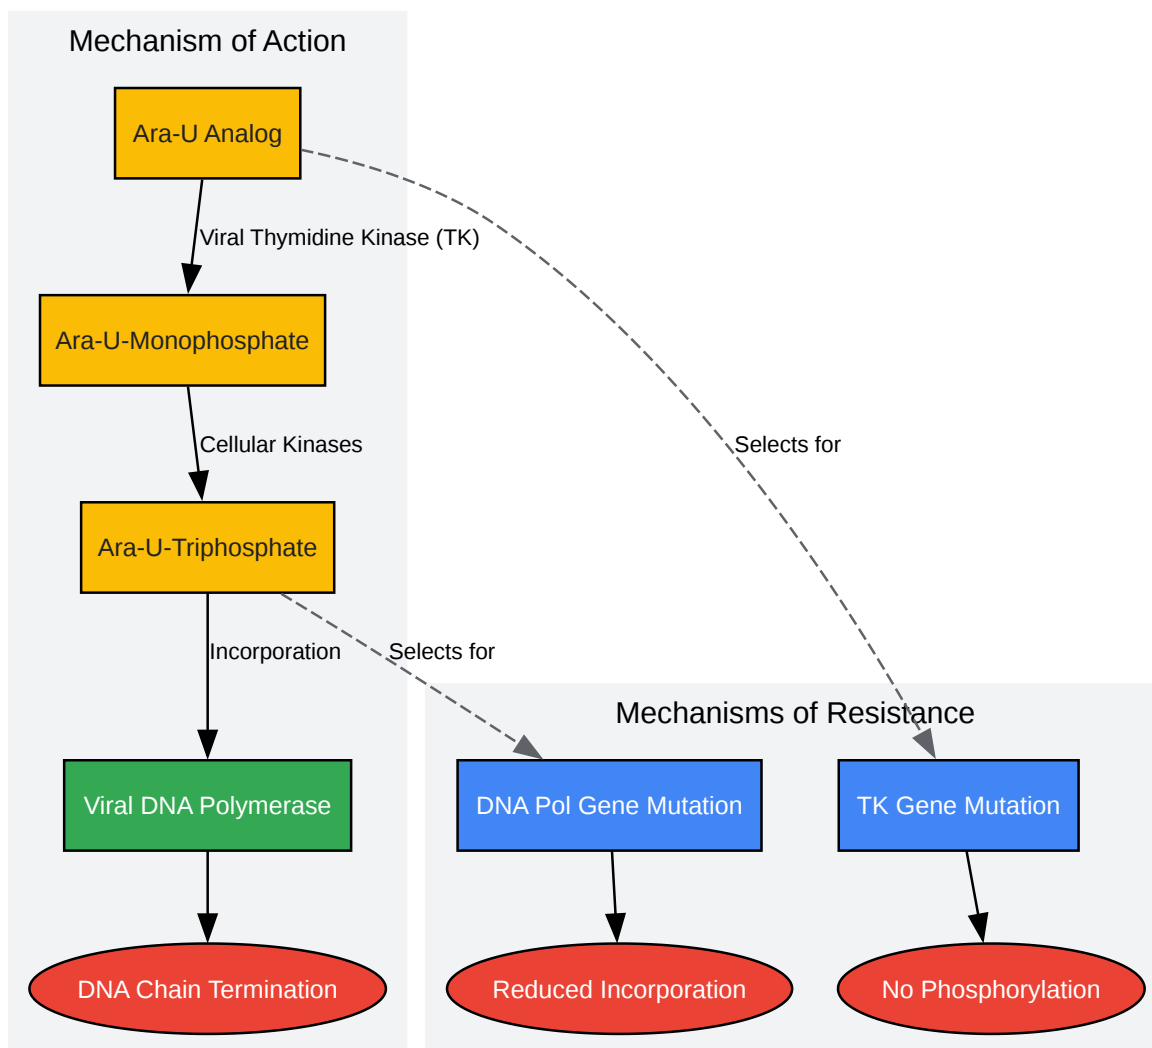 Mechanism of Action
Ara-U Analog
Viral Thymidine Kinase (TK)
Ara-U-Monophosphate
Cellular Kinases
Selects for
Ara-U-Triphosphate
Incorporation
Selects for
Mechanisms of Resistance
Viral DNA Polymerase
DNA Pol Gene Mutation
TK Gene Mutation
DNA Chain Termination
Reduced Incorporation
No Phosphorylation